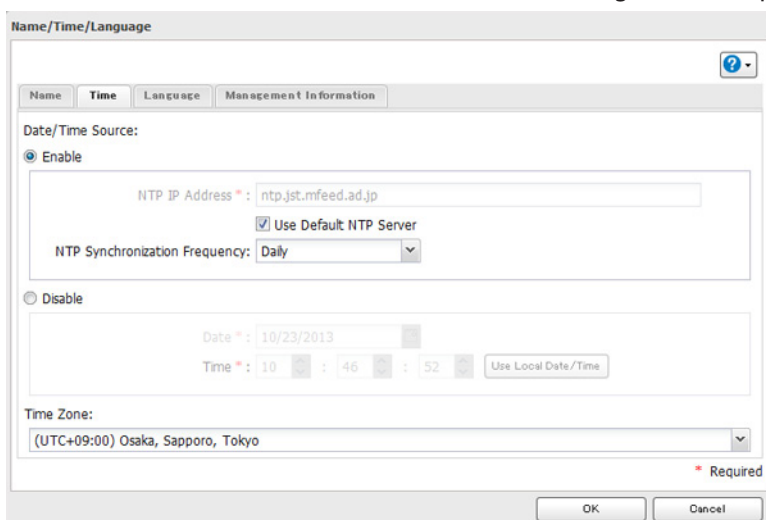 Name/Time/Language
?
Name Time Language Management Information
Date/Time Source:
Enable
NTP IP Address * : ntp.jst.mfeed.ad.jp
Use Default NTP Server
NTP Synchronization Frequency: Daily
Disable
Date * : 10/23/2013
Time * : 10 : 46 : 52 Use Local Date/Time
Time Zone:
(UTC+09:00) Osaka, Sapporo, Tokyo
* Required
OK Cancel